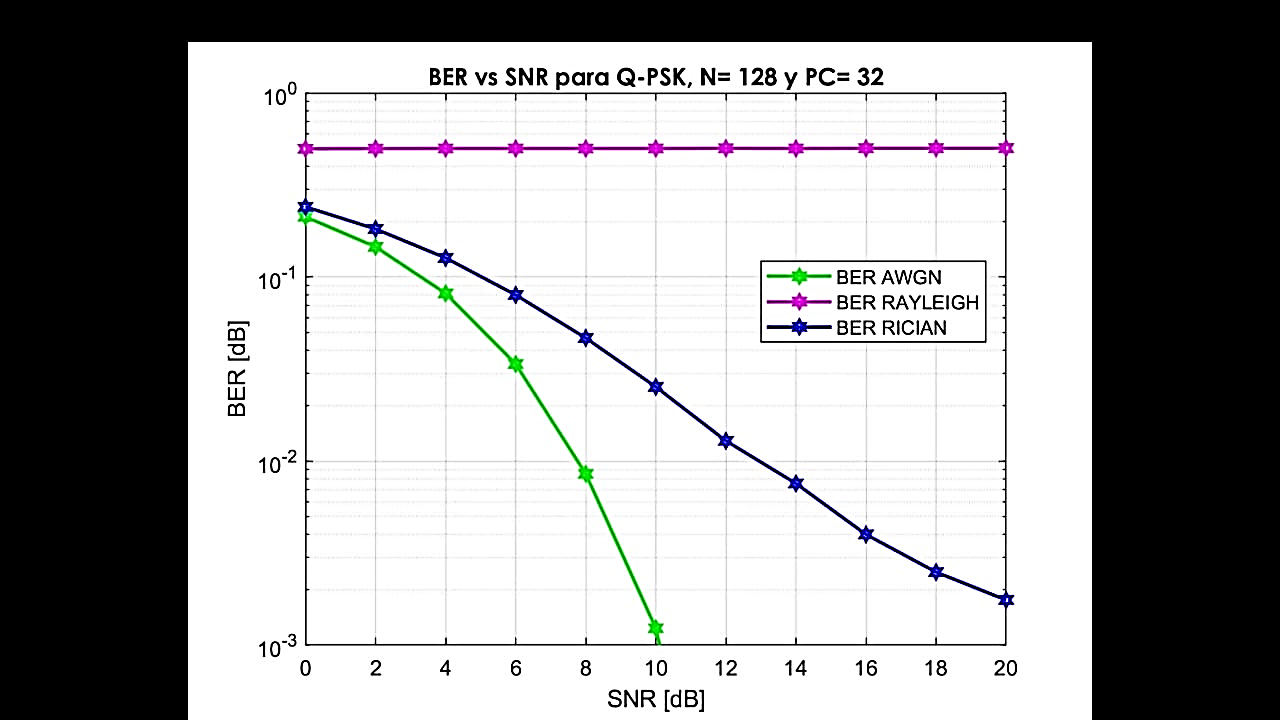 BER vs SNR para Q-PSK, N= 128 y PC= 32
10^0
10^-1
10^-2
10^-3
BER [dB]
BER AWGN
BER RAYLEIGH
BER RICIAN
0 2 4 6 8 10 12 14 16 18 20
SNR [dB]